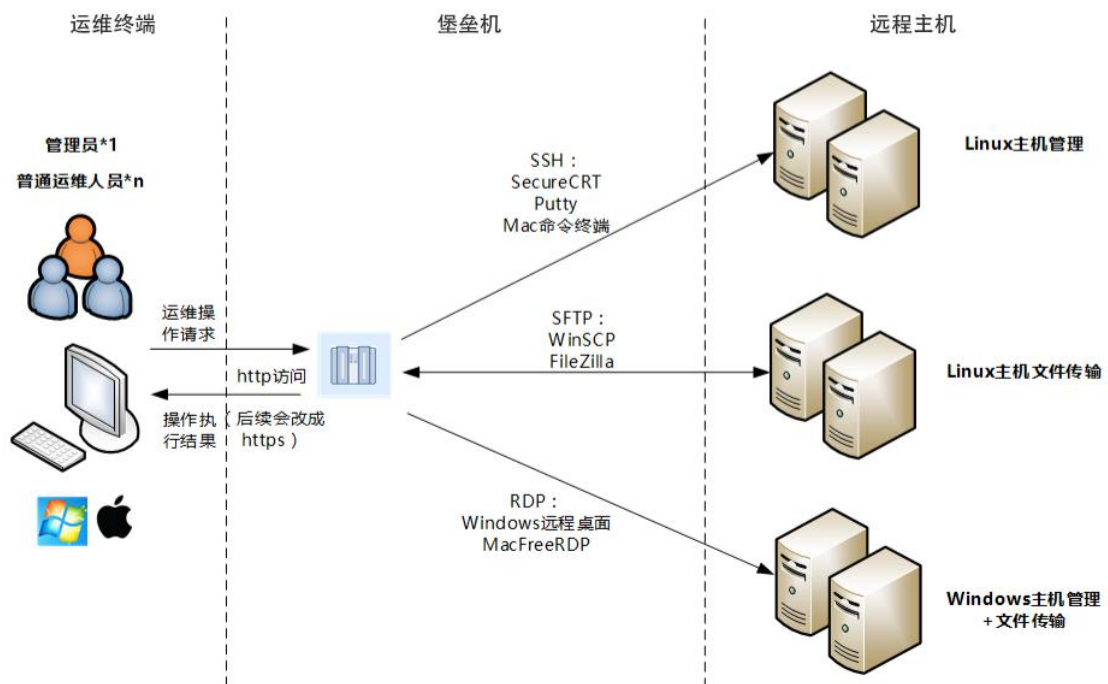 运维终端
堡垒机
远程主机
管理员*1
普通运维人员*n
运维操
作请求
http访问
操作执
行结果
（后续会改成
https）
SSH：
SecureCRT
Putty
Mac命令终端
SFTP：
WinSCP
FileZilla
RDP：
Windows远程桌面
MacFreeRDP
Linux主机管理
Linux主机文件传输
Windows主机管理
+文件传输